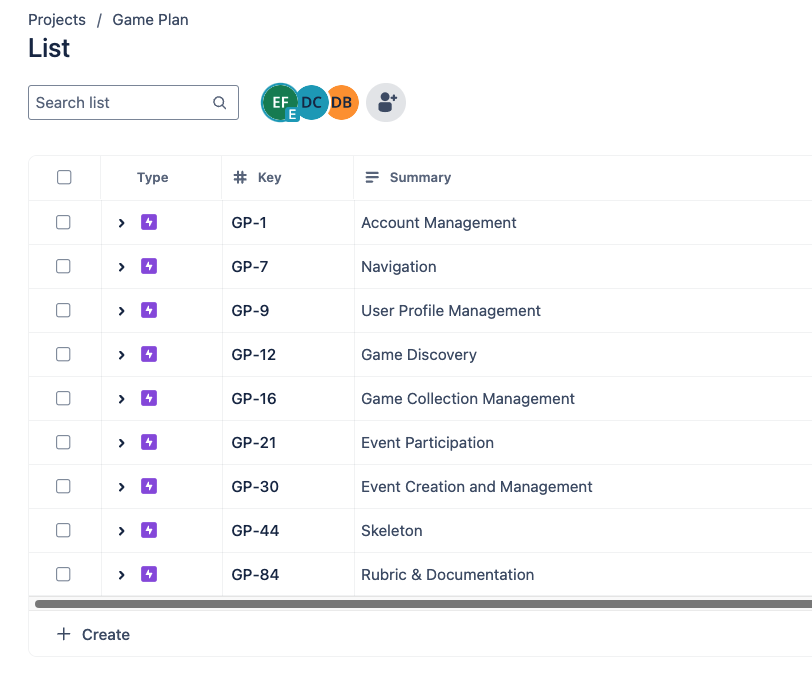 Projects / Game Plan
List
Search list EF E DC DB
Type Key Summary
GP-1 Account Management
GP-7 Navigation
GP-9 User Profile Management
GP-12 Game Discovery
GP-16 Game Collection Management
GP-21 Event Participation
GP-30 Event Creation and Management
GP-44 Skeleton
GP-84 Rubric & Documentation
+ Create